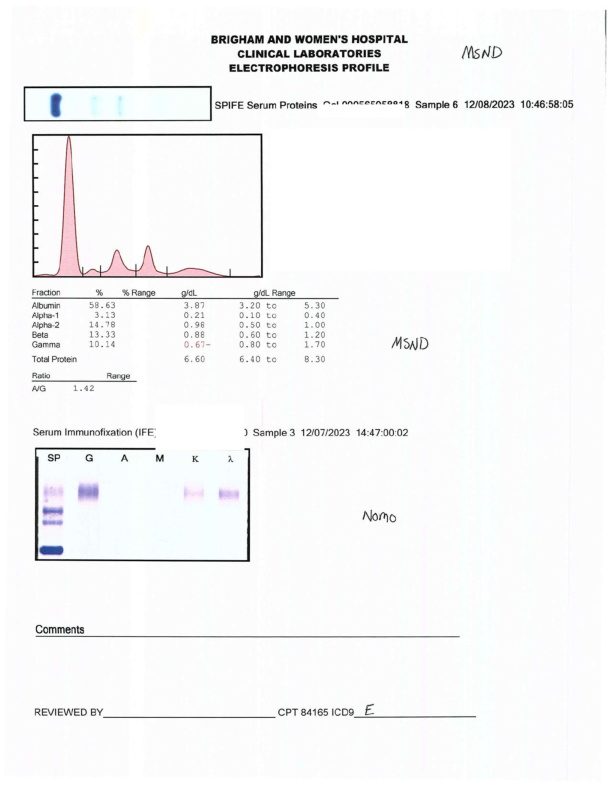 BRIGHAM AND WOMEN'S HOSPITAL
CLINICAL LABORATORIES
ELECTROPHORESIS PROFILE
MSND
SPIFE Serum Proteins 8 Sample 6 12/08/2023 10:46:58:05
Fraction % % Range g/dL g/dL Range
Albumin 58.63 3.87 3.20 to 5.30
Alpha-1 3.13 0.21 0.10 to 0.40
Alpha-2 14.78 0.98 0.50 to 1.00
Beta 13.33 0.88 0.60 to 1.20
Gamma 10.14 0.67- 0.80 to 1.70
MSND
Total Protein 6.60 6.40 to 8.30
Ratio Range
A/G 1.42
Serum Immunofixation (IFE) Sample 3 12/07/2023 14:47:00:02
SP G A M K λ
Nomo
Comments
REVIEWED BY CPT 84165 ICD9 E